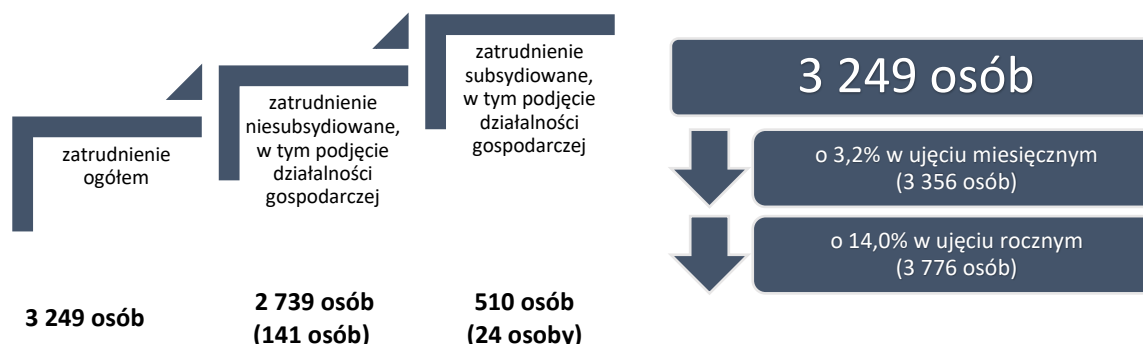 zatrudnienie
ogółem
3 249 osób
zatrudnienie
niesubsydiowane,
w tym podjęcie
działalności
gospodarczej
2 739 osób
(141 osób)
zatrudnienie
subsydiowane,
w tym podjęcie
działalności
gospodarczej
510 osób
(24 osoby)
3 249 osób
o 3,2% w ujęciu miesięcznym
(3 356 osób)
o 14,0% w ujęciu rocznym
(3 776 osób)